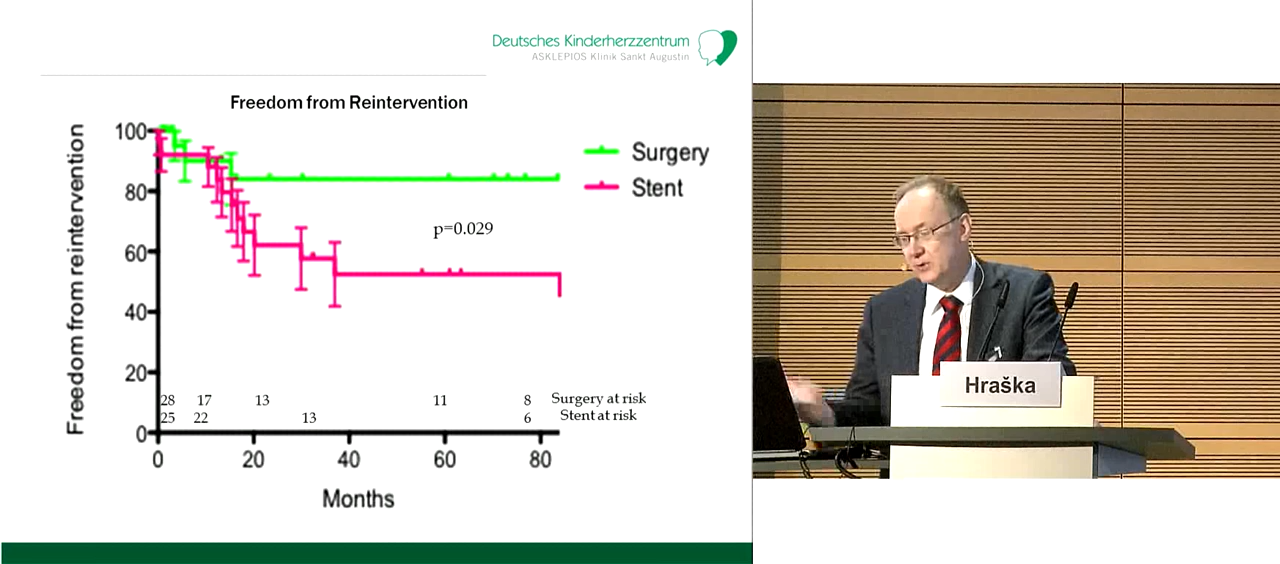 Deutsches Kinderherzzentrum
ASKLEPIOS Klinik Sankt Augustin
Freedom from Reintervention
Freedom from reintervention
100
80
60
40
20
0
Surgery
Stent
p=0.029
28 17 13 11 8 Surgery at risk
25 22 13 6 Stent at risk
0 20 40 60 80
Months
Hraška